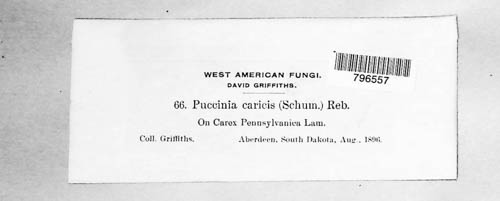 WEST AMERICAN FUNGI.
DAVID GRIFFITHS.
796557
66. Puccinia caricis (Schum.) Reb.
On Carex Pennsylvanica Lam.
Coll. Griffiths. Aberdeen, South Dakota, Aug., 1896.